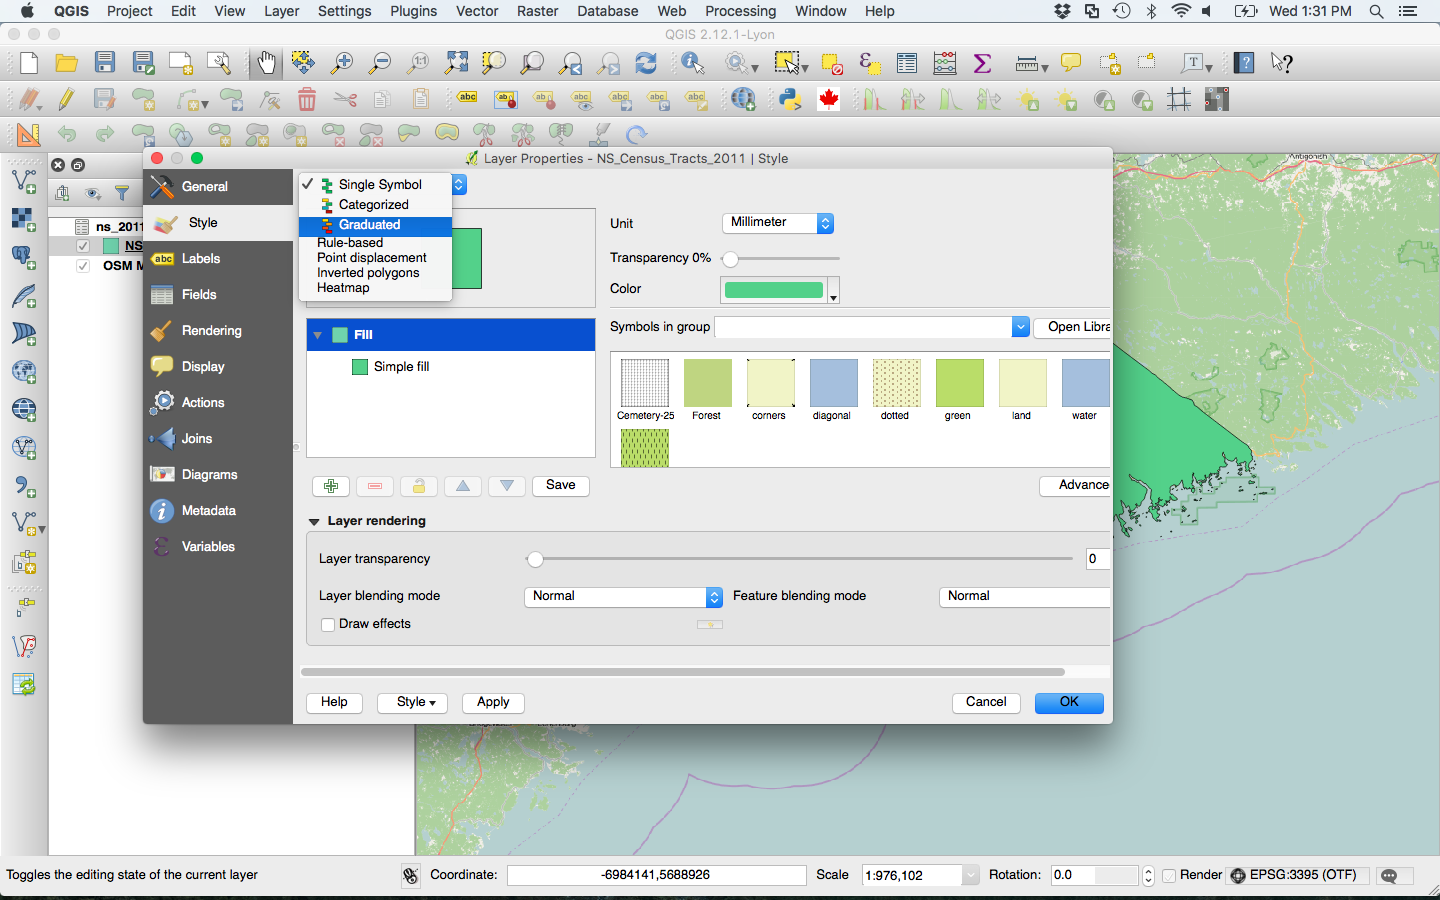 QGIS Project Edit View Layer Settings Plugins Vector Raster Database Web Processing Window Help Wed 1:31 PM
QGIS 2.12.1-Lyon
Layer Properties - NS_Census_Tracts_2011 | Style
General
Style
Labels
Fields
Rendering
Display
Actions
Joins
Diagrams
Metadata
Variables
ns_2011
NS
OSM M
Single Symbol
Categorized
Graduated
Rule-based
Point displacement
Inverted polygons
Heatmap
Unit Millimeter
Transparency 0%
Color
Fill
Simple fill
Symbols in group Open Libra
Cemetery-25 Forest corners diagonal dotted green land water
Save Advance
Layer rendering
Layer transparency 0
Layer blending mode Normal Feature blending mode Normal
Draw effects
Help Style Apply Cancel OK
Antigonish
Toggles the editing state of the current layer Coordinate: -6984141,5688926 Scale 1:976,102 Rotation: 0.0 Render EPSG:3395 (OTF)